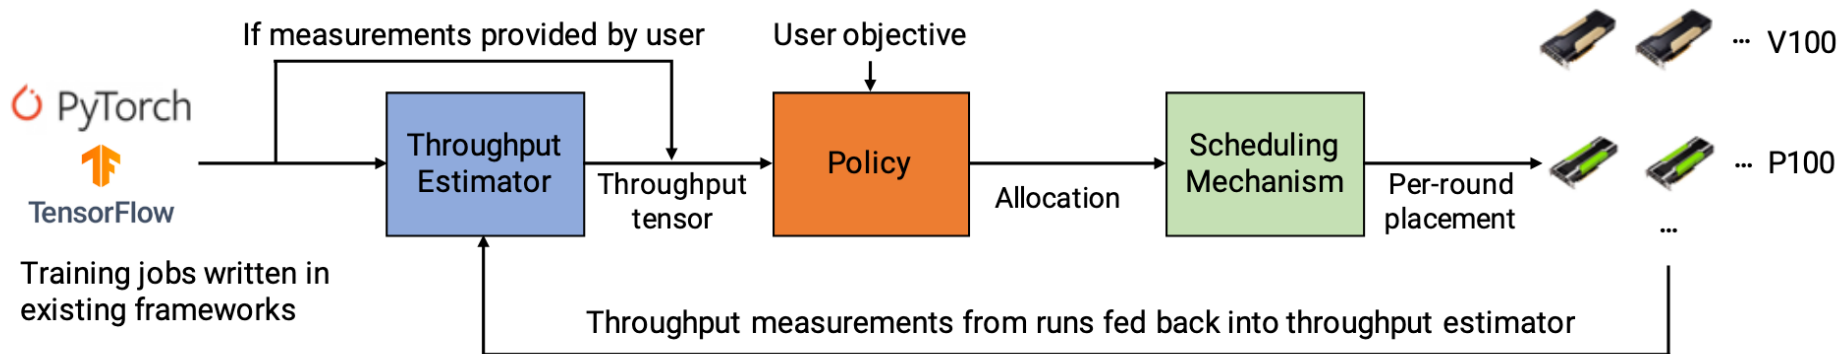 If measurements provided by user
User objective
... V100
PyTorch
TensorFlow
Throughput
Estimator
Throughput
tensor
Policy
Allocation
Scheduling
Mechanism
Per-round
placement
... P100
...
Training jobs written in
existing frameworks
Throughput measurements from runs fed back into throughput estimator